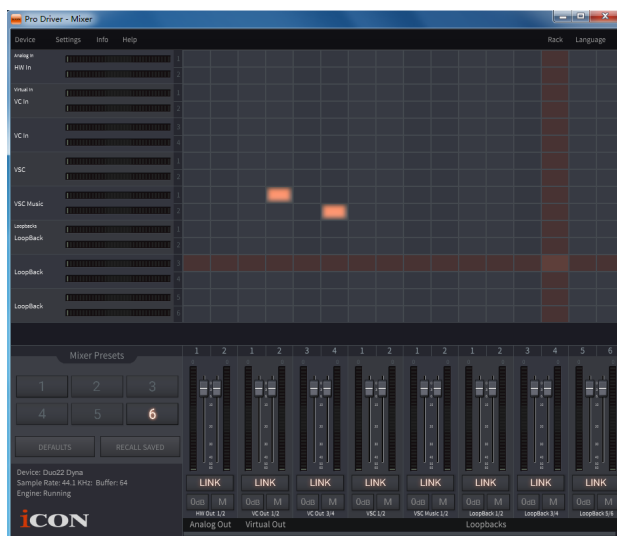 Pro Driver - Mixer
Device Settings Info Help Rack Language
Analog In
HW In
1
2
Virtual In
VC In
1
2
VC In
3
4
VSC
1
2
VSC Music
1
2
Loopbacks
LoopBack
1
2
LoopBack
3
4
LoopBack
5
6
Mixer Presets
1 2 1 2 3 4 1 2 1 2 1 2 3 4 5 6
1 2 3
4 5 6
DEFAULTS RECALL SAVED
Device: Duo22 Dyna
Sample Rate: 44.1 KHz: Buffer: 64
Engine: Running
LINK LINK LINK LINK LINK LINK LINK LINK
0dB M 0dB M 0dB M 0dB M 0dB M 0dB M 0dB M 0dB M
HW Out 1/2 VC Out 1/2 VC Out 3/4 VSC 1/2 VSC Music 1/2 LoopBack 1/2 LoopBack 3/4 LoopBack 5/6
Analog Out Virtual Out Loopbacks
iCON